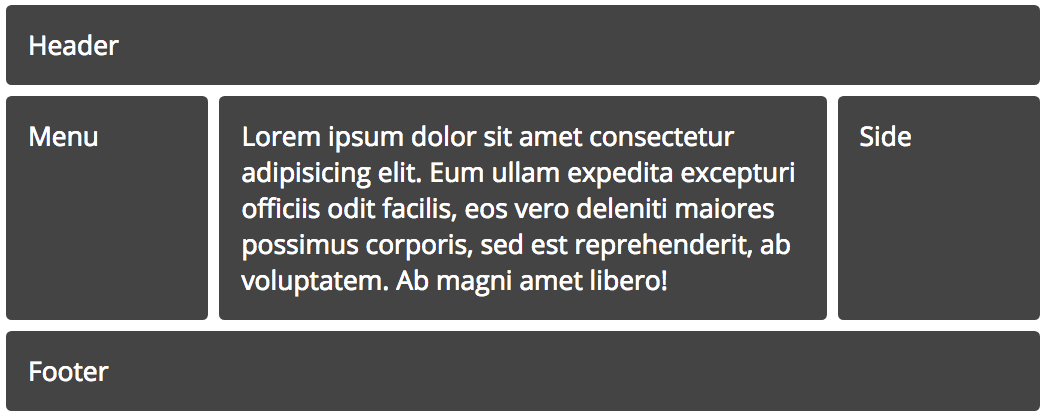 Header
Menu
Lorem ipsum dolor sit amet consectetur
adipisicing elit. Eum ullam expedita excepturi
officiis odit facilis, eos vero deleniti maiores
possimus corporis, sed est reprehenderit, ab
voluptatem. Ab magni amet libero!
Side
Footer